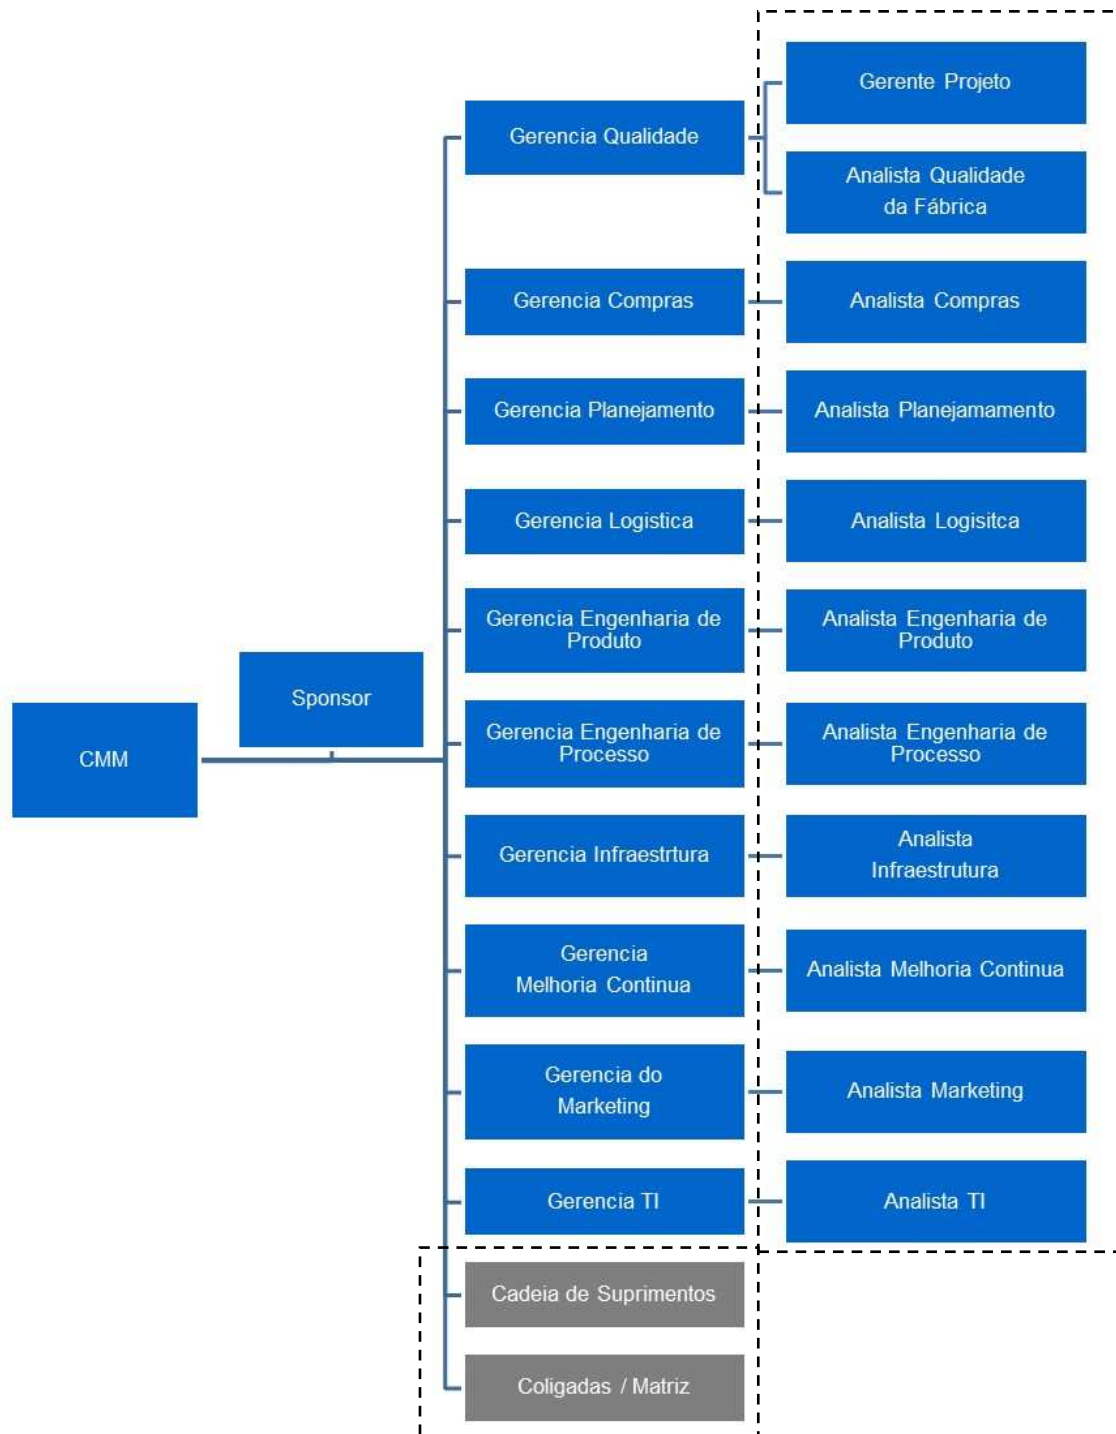 Gerente Projeto
Gerencia Qualidade
Analista Qualidade
da Fábrica
Gerencia Compras
Analista Compras
Gerencia Planejamento
Analista Planejamamento
Gerencia Logistica
Analista Logisitca
Gerencia Engenharia de
Produto
Analista Engenharia de
Produto
Sponsor
CMM
Gerencia Engenharia de
Processo
Analista Engenharia de
Processo
Gerencia Infraestrtura
Analista
Infraestrutura
Gerencia
Melhoria Continua
Analista Melhoria Continua
Gerencia do
Marketing
Analista Marketing
Gerencia TI
Analista TI
Cadeia de Suprimentos
Coligadas / Matriz